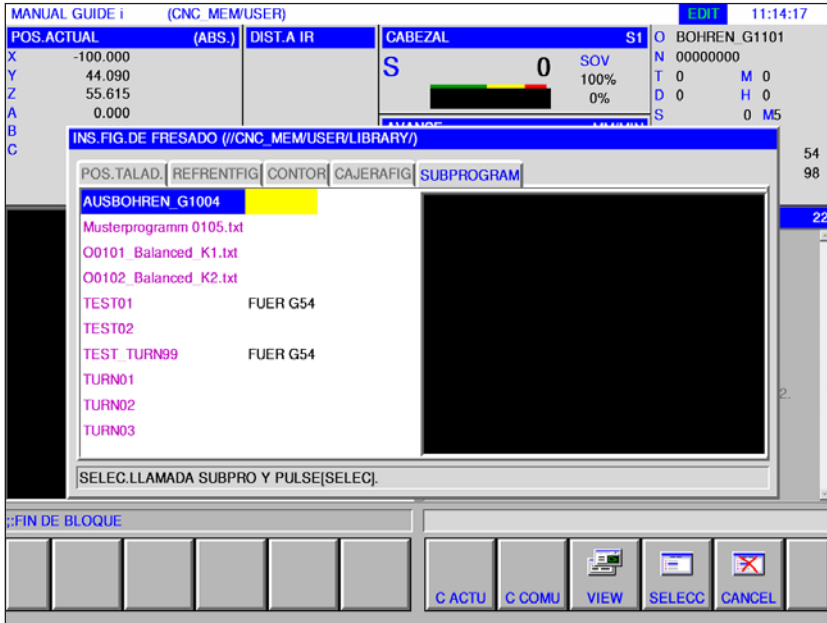 MANUAL GUIDE i (CNC_MEM/USER) EDIT 11:14:17
POS.ACTUAL (ABS.) DIST.A IR CABEZAL S1 O BOHREN_G1101
X -100.000 S 0 SOV N 00000000
Y 44.090 100% T 0 M 0
Z 55.615 0% D 0 H 0
A 0.000 S 0 M5
B
C
INS.FIG.DE FRESADO (//CNC_MEM/USER/LIBRARY/)
54
POS.TALAD. REFRENTFIG CONTOR CAJERAFIG SUBPROGRAM 98
AUSBOHREN_G1004
22
Musterprogramm 0105.txt
O0101_Balanced_K1.txt
O0102_Balanced_K2.txt
TEST01 FUER G54
TEST02
TEST_TURN99 FUER G54
TURN01
2.
TURN02
TURN03
SELEC.LLAMADA SUBPRO Y PULSE[SELEC].
;:FIN DE BLOQUE
C ACTU C COMU VIEW SELECC CANCEL